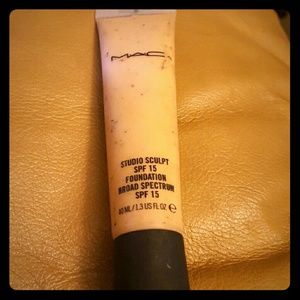 MAC
STUDIO SCULPT
SPF 15
FOUNDATION
BROAD SPECTRUM
SPF 15
40 ML / 1.3 US FL OZ ℮